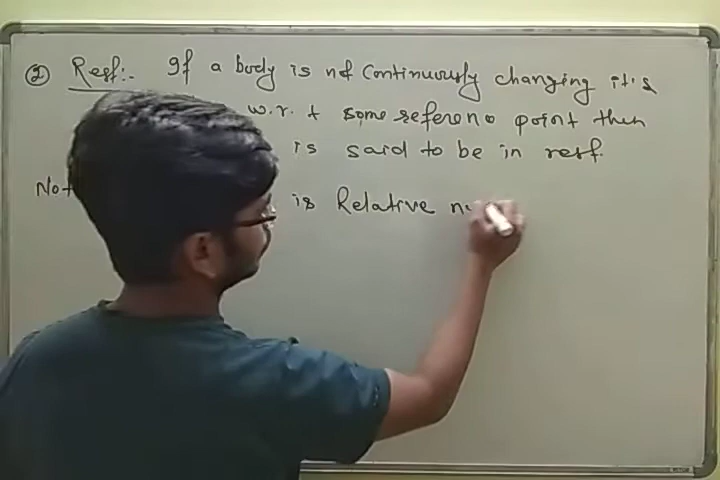 ② Rest:- If a body is not continuously changing it's
w.r.t some refereno point then
is said to be in rest.
Not
is Relative